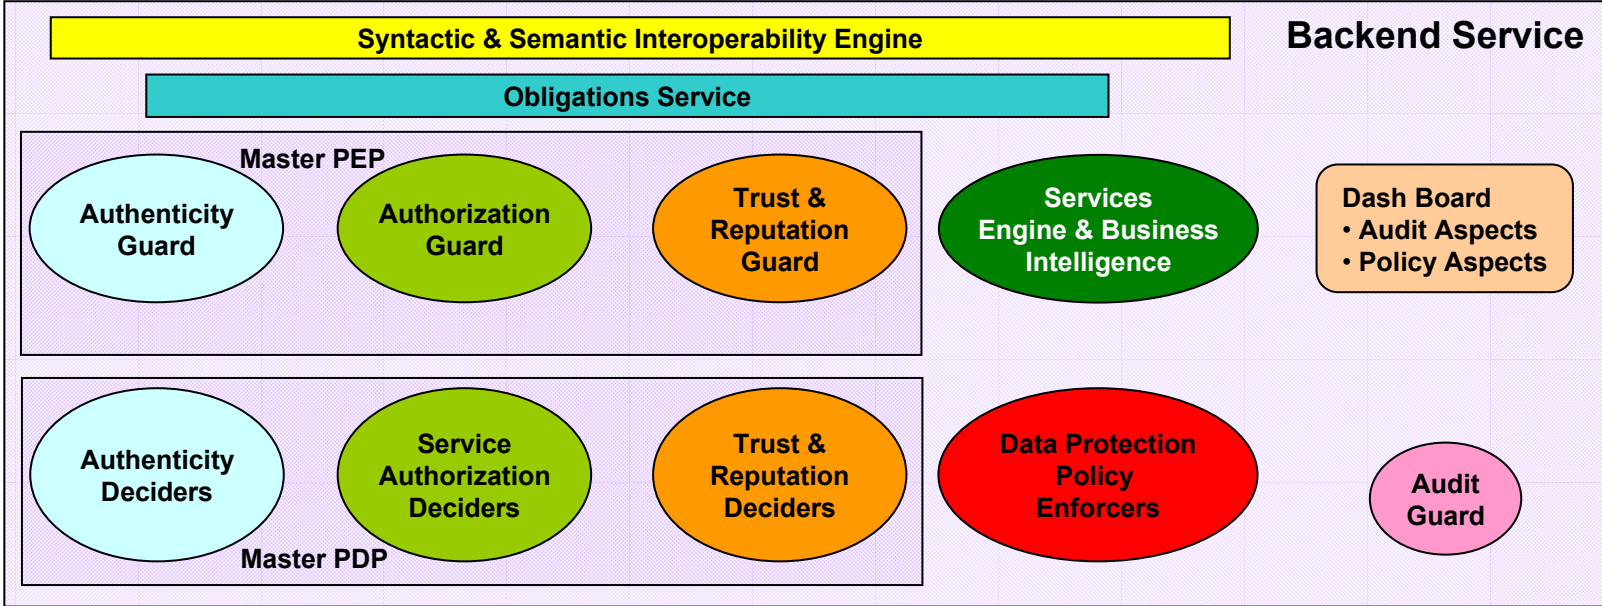 Syntactic & Semantic Interoperability Engine
Backend Service
Obligations Service
Master PEP
Authenticity
Guard
Authorization
Guard
Trust &
Reputation
Guard
Services
Engine & Business
Intelligence
Dash Board
• Audit Aspects
• Policy Aspects
Authenticity
Deciders
Service
Authorization
Deciders
Trust &
Reputation
Deciders
Data Protection
Policy
Enforcers
Audit
Guard
Master PDP